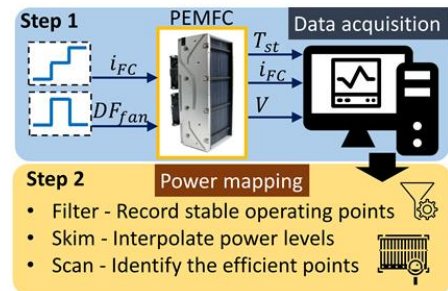 Step 1
PEMFC
Data acquisition
i_FC
DF_fan
T_st
i_FC
V
Step 2
Power mapping
• Filter - Record stable operating points
• Skim - Interpolate power levels
• Scan - Identify the efficient points